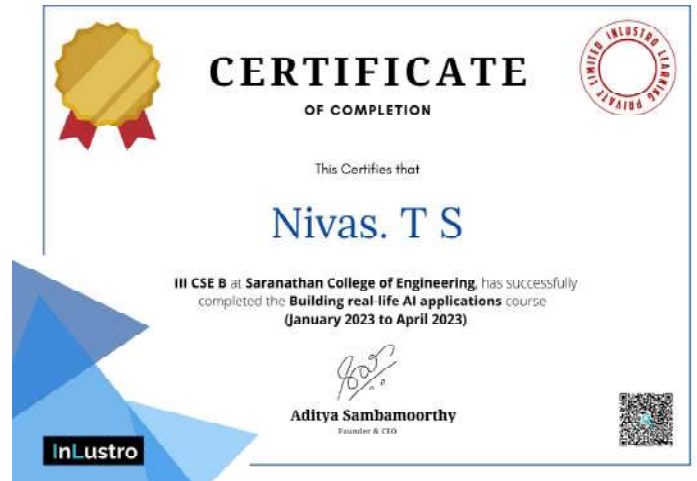 CERTIFICATE
OF COMPLETION
INLUSTRO LEARNING PRIVATE LIMITED
This Certifies that
Nivas. T S
III CSE B at Saranathan College of Engineering, has successfully
completed the Building real-life AI applications course
(January 2023 to April 2023)
Aditya Sambamoorthy
Founder & CEO
InLustro